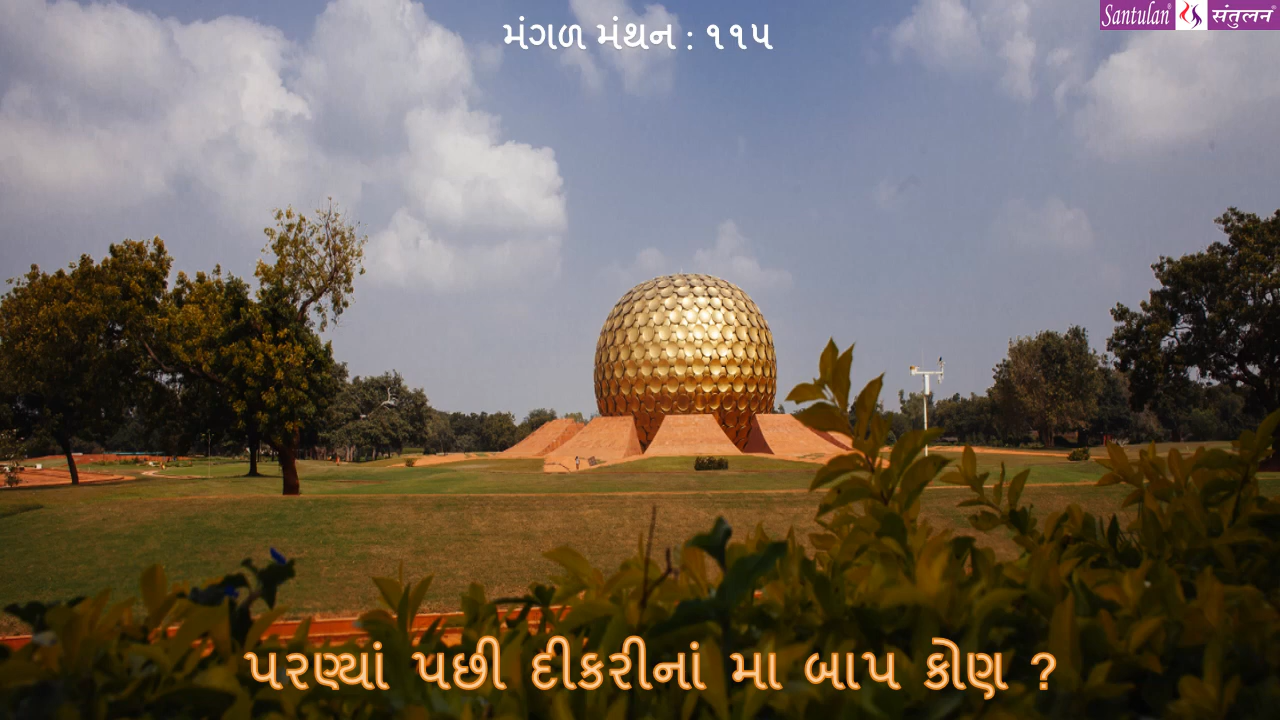 Santulan® संतुलन®
મંગળ મંથન : ૧૧૫
પરણ્યાં પછી દીકરીનાં મા બાપ કોણ ?